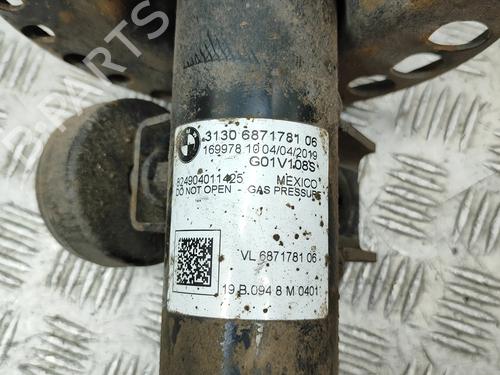 3130 6871781 06
169978 10 04/04/2019
G01V108S
824904011425 MEXICO
DO NOT OPEN - GAS PRESSURE
VL 6871781 06
19 B.094 8 M 0401